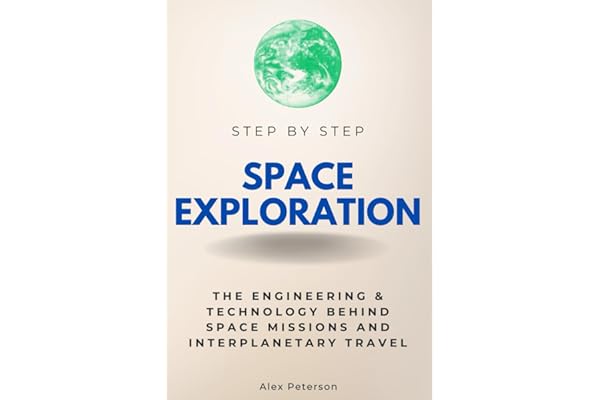 STEP BY STEP
SPACE
EXPLORATION
THE ENGINEERING &
TECHNOLOGY BEHIND
SPACE MISSIONS AND
INTERPLANETARY TRAVEL
Alex Peterson